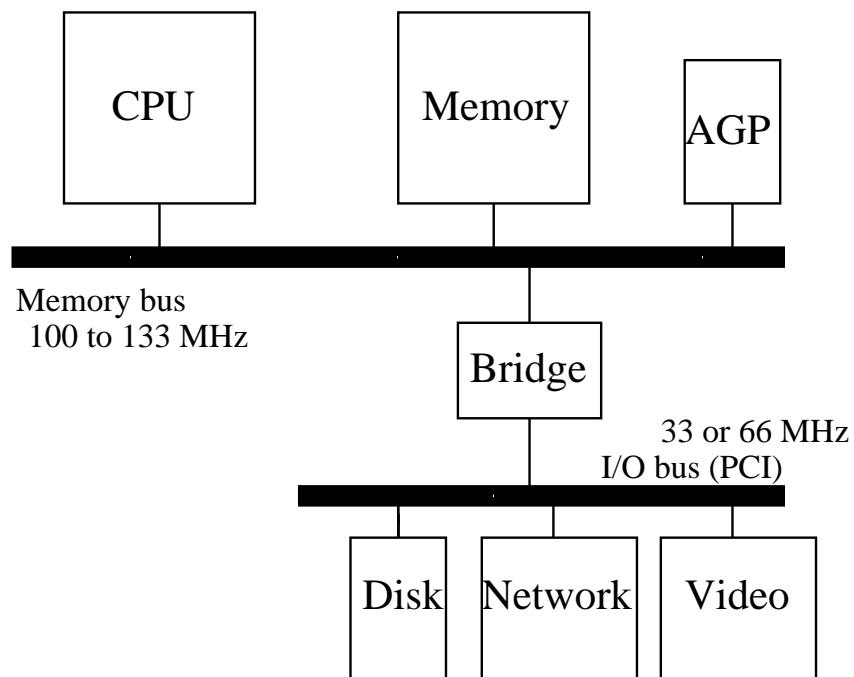 CPU
Memory
AGP
Memory bus
100 to 133 MHz
Bridge
33 or 66 MHz
I/O bus (PCI)
Disk
Network
Video